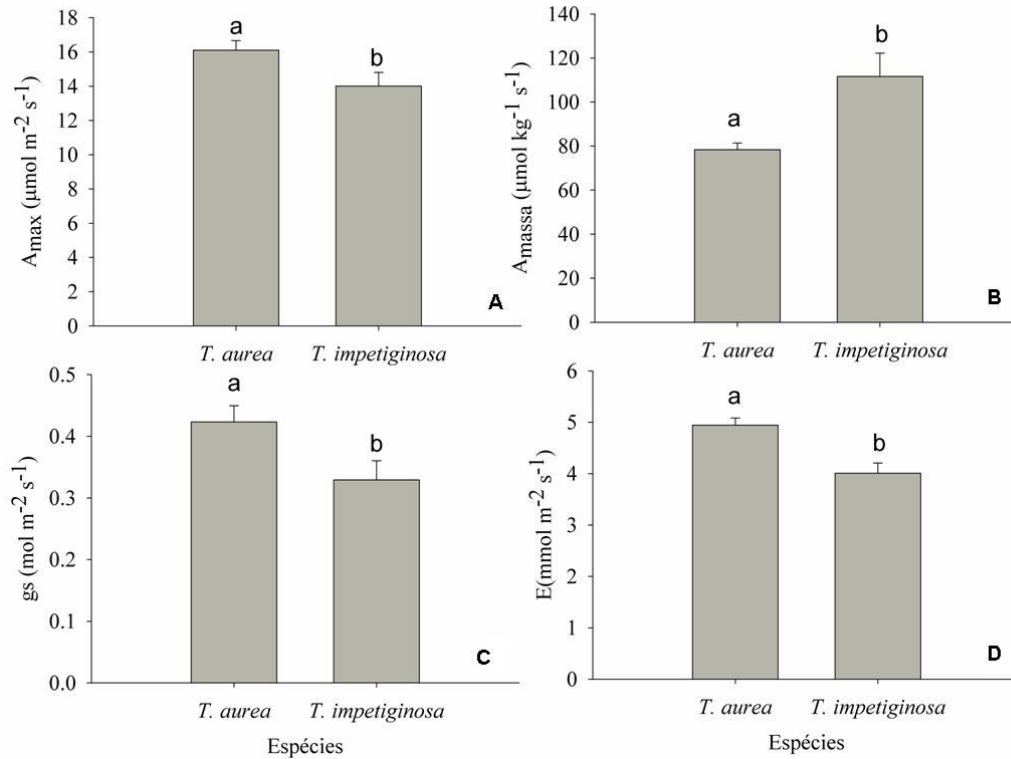 A_max (µmol m⁻² s⁻¹)
18
16
14
12
10
8
6
4
2
0
a
b
A
T. aurea
T. impetiginosa
A_massa (µmol kg⁻¹ s⁻¹)
140
120
100
80
60
40
20
0
a
b
B
T. aurea
T. impetiginosa
gs (mol m⁻² s⁻¹)
0.5
0.4
0.3
0.2
0.1
0.0
a
b
C
T. aurea
T. impetiginosa
Espécies
E(mmol m⁻² s⁻¹)
6
5
4
3
2
1
0
a
b
D
T. aurea
T. impetiginosa
Espécies